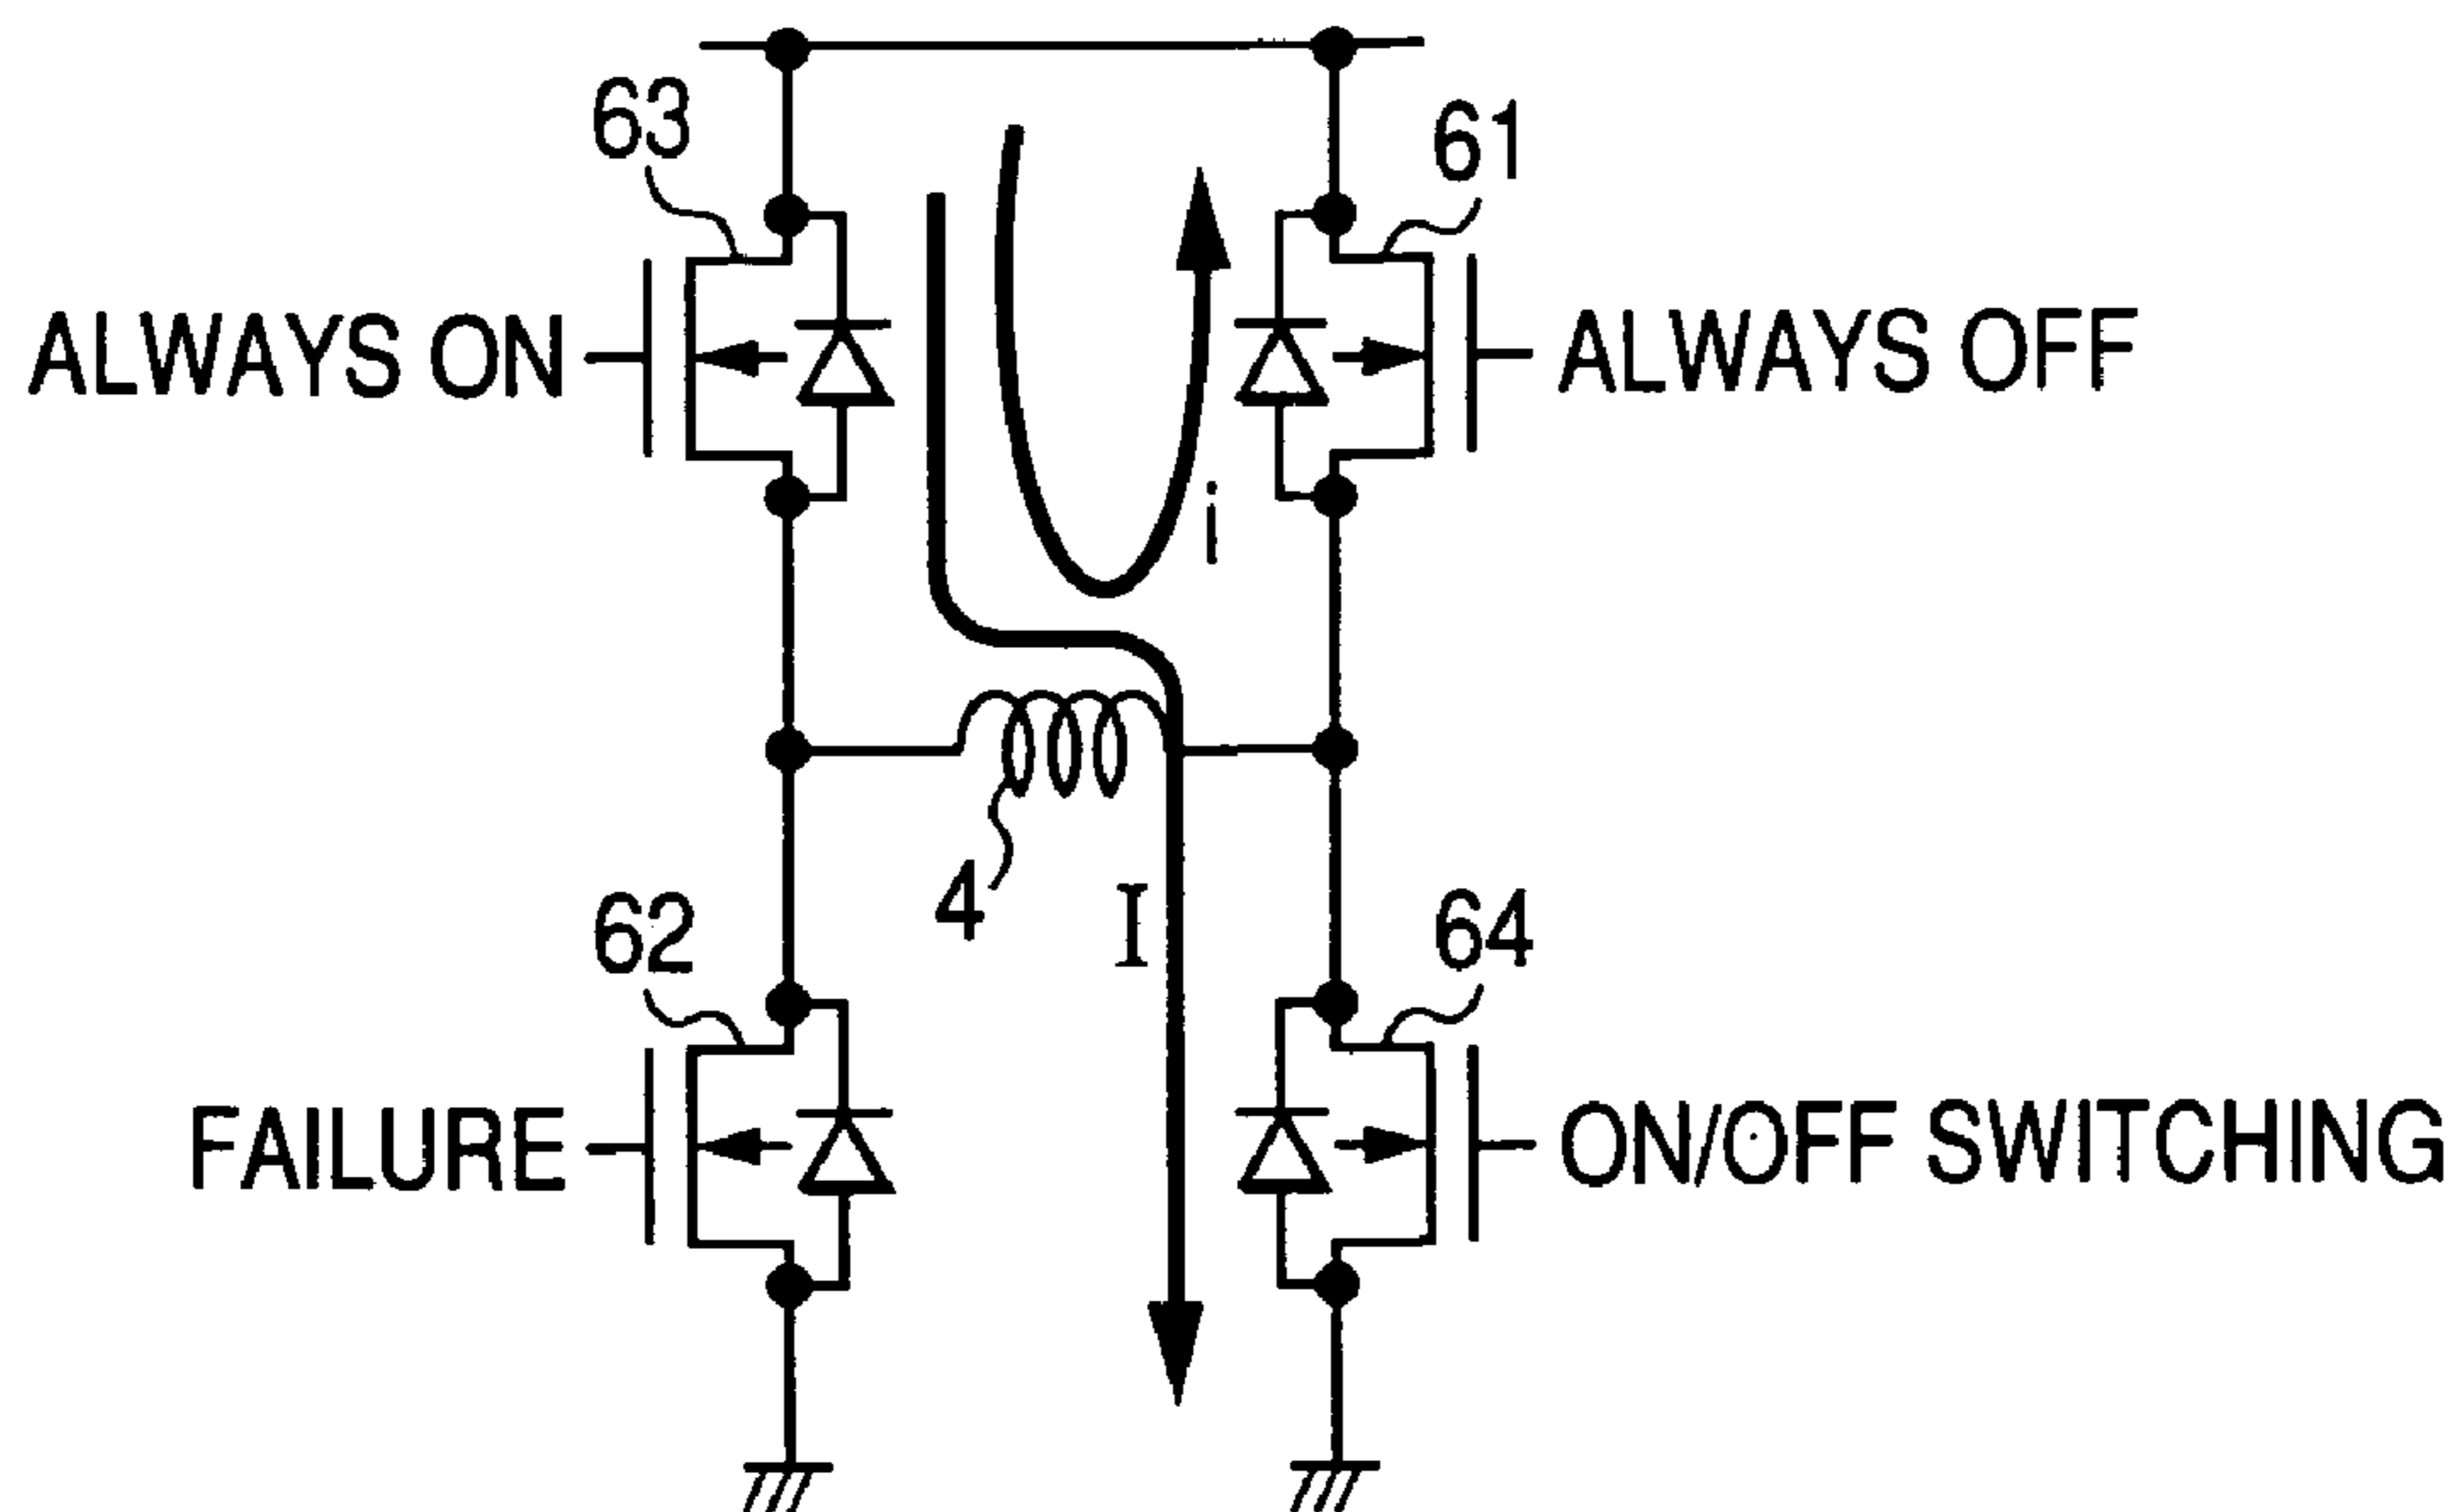 63
61
ALWAYS ON
ALWAYS OFF
i
4
I
62
64
FAILURE
ON/OFF SWITCHING